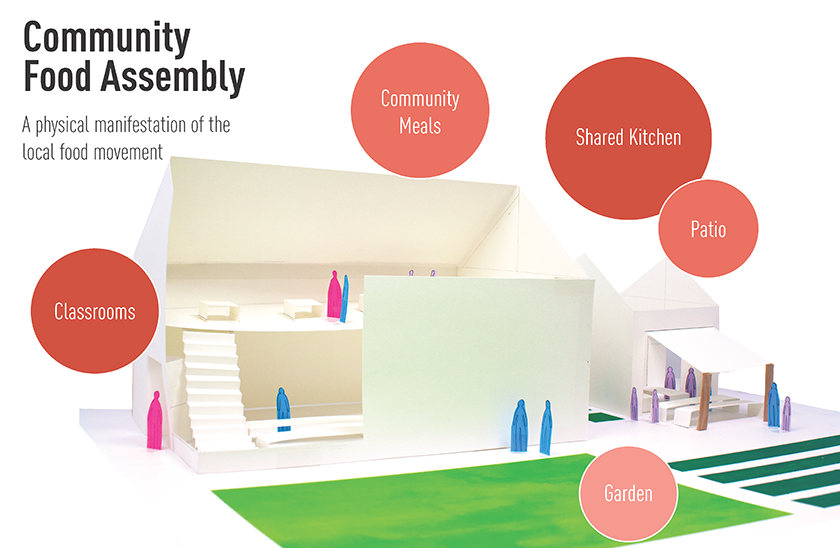 Community
Food Assembly
A physical manifestation of the
local food movement
Community
Meals
Shared Kitchen
Patio
Classrooms
Garden